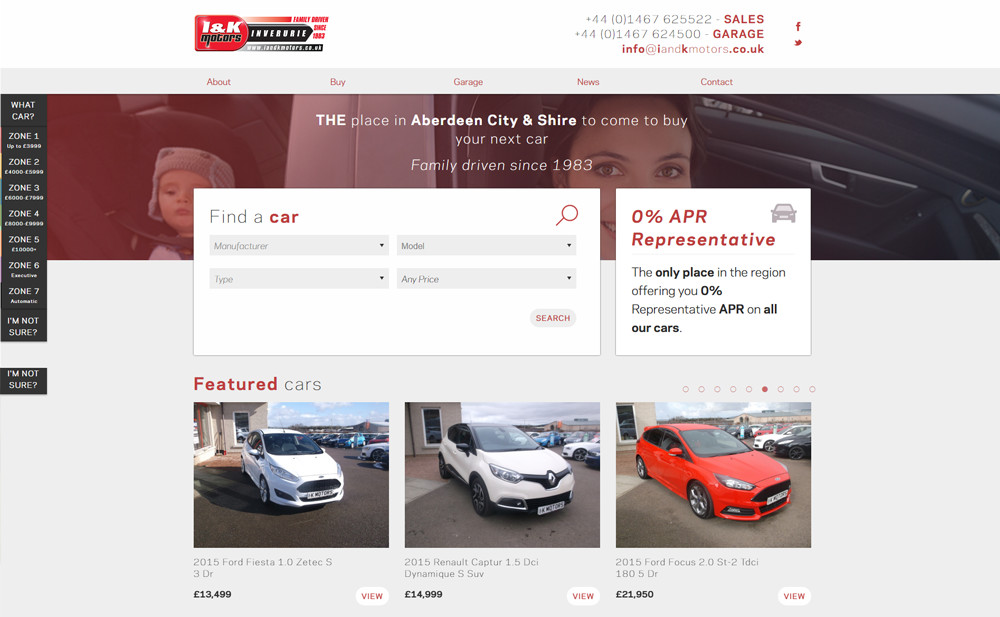 I&K
motors
INVERURIE
FAMILY DRIVEN
SINCE
1983
www.iandkmotors.co.uk
+44 (0)1467 625522 - SALES
+44 (0)1467 624500 - GARAGE
info@iandkmotors.co.uk
f
About
Buy
Garage
News
Contact
WHAT
CAR?
ZONE 1
Up to £3999
ZONE 2
£4000-£5999
ZONE 3
£6000-£7999
ZONE 4
£8000-£9999
ZONE 5
£10000+
ZONE 6
Executive
ZONE 7
Automatic
I'M NOT
SURE?
I'M NOT
SURE?
THE place in Aberdeen City & Shire to come to buy
your next car
Family driven since 1983
Find a car
Manufacturer
Model
Type
Any Price
SEARCH
0% APR
Representative
The only place in the region
offering you 0%
Representative APR on all
our cars.
Featured cars
I&K MOTORS
I&K MOTORS
I&K MOTORS
2015 Ford Fiesta 1.0 Zetec S
3 Dr
£13,499
VIEW
2015 Renault Captur 1.5 Dci
Dynamique S Suv
£14,999
VIEW
2015 Ford Focus 2.0 St-2 Tdci
180 5 Dr
£21,950
VIEW